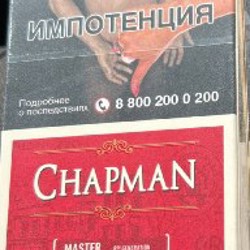 ИМПОТЕНЦИЯ
Подробнее
о последствиях 8 800 200 0 200
CHAPMAN
MASTER